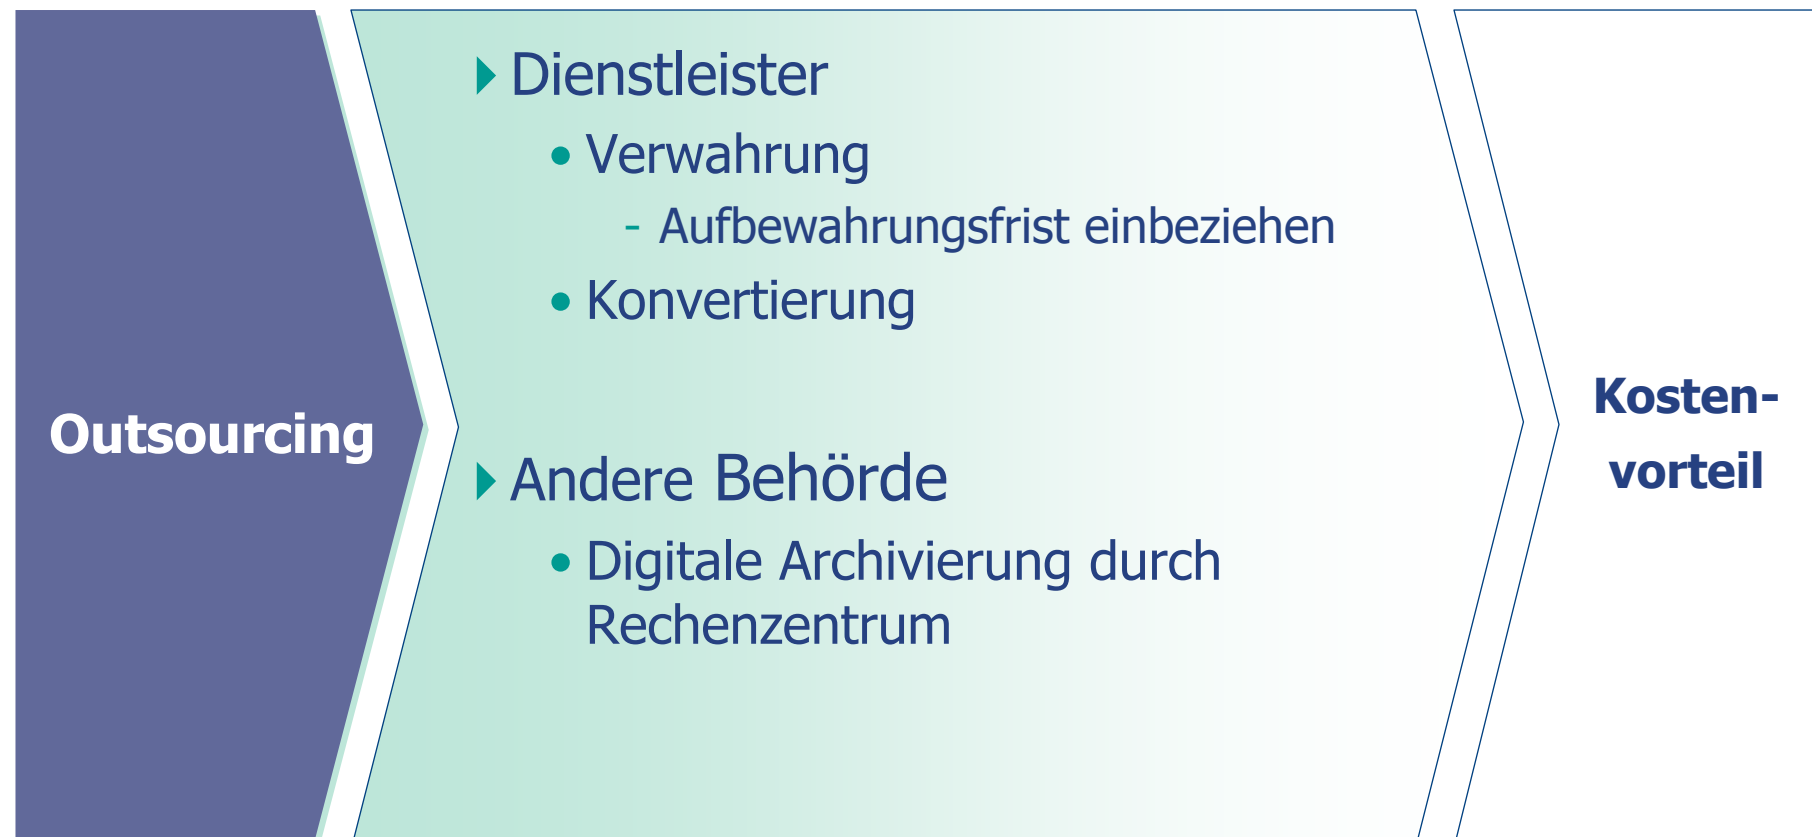 Outsourcing
Dienstleister
• Verwahrung
- Aufbewahrungsfrist einbeziehen
• Konvertierung
Andere Behörde
• Digitale Archivierung durch
Rechenzentrum
Kosten-
vorteil